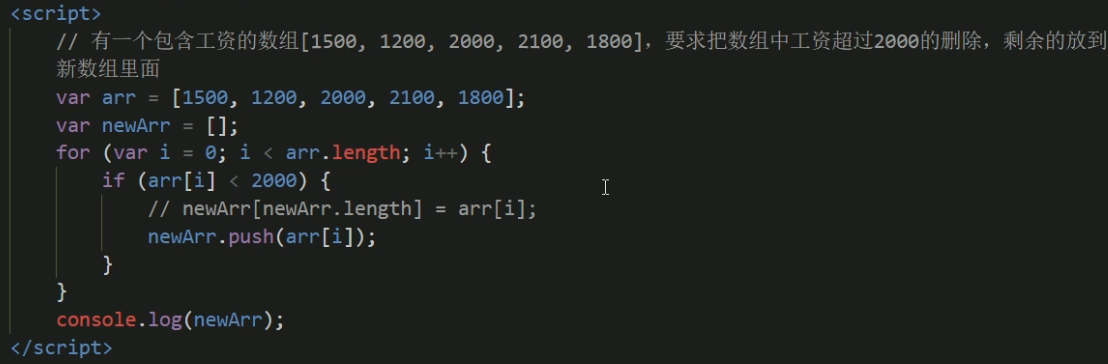 <script>
// 有一个包含工资的数组[1500, 1200, 2000, 2100, 1800]，要求把数组中工资超过2000的删除，剩余的放到
新数组里面
var arr = [1500, 1200, 2000, 2100, 1800];
var newArr = [];
for (var i = 0; i < arr.length; i++) {
if (arr[i] < 2000) {
// newArr[newArr.length] = arr[i];
newArr.push(arr[i]);
}
}
console.log(newArr);
</script>